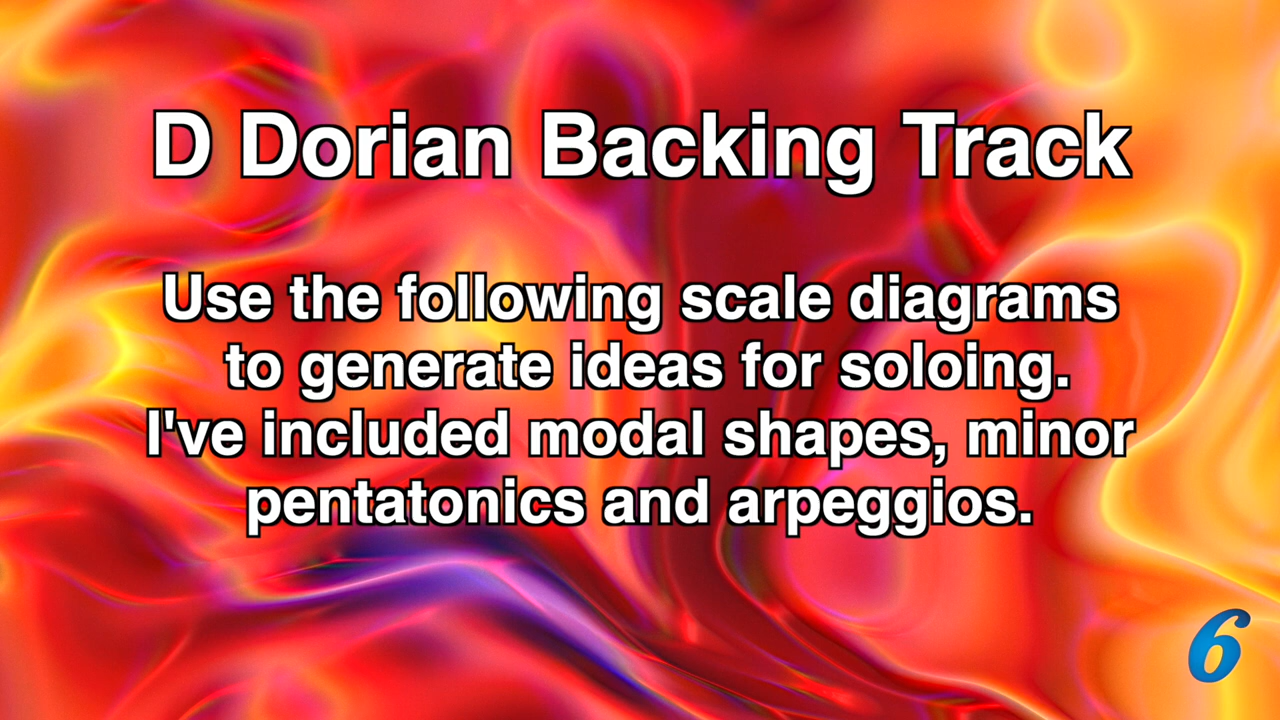 D Dorian Backing Track
Use the following scale diagrams
to generate ideas for soloing.
I've included modal shapes, minor
pentatonics and arpeggios.
6